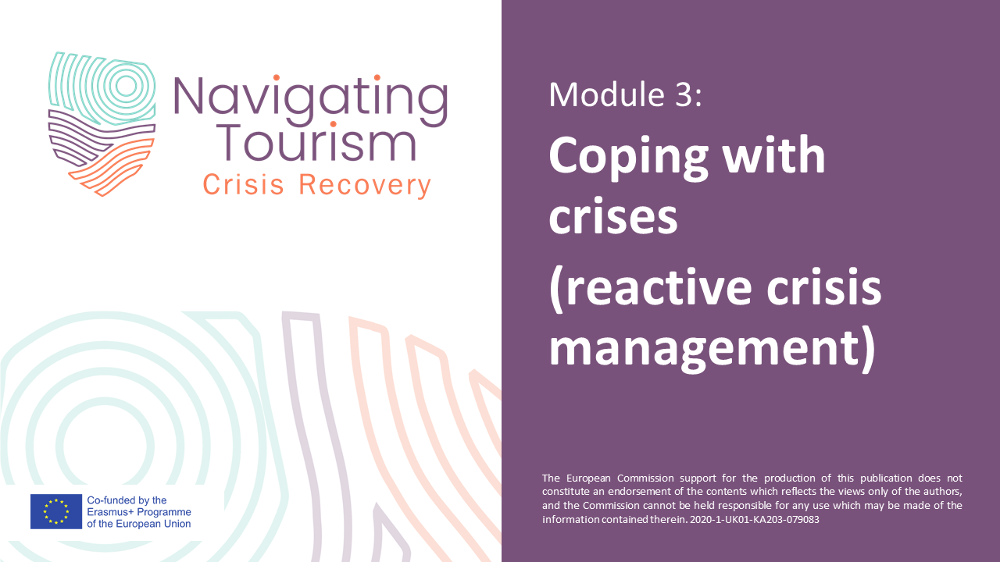 Navigating
Tourism
Crisis Recovery
Module 3:
Coping with
crises
(reactive crisis
management)
Co-funded by the
Erasmus+ Programme
of the European Union
The European Commission support for the production of this publication does not
constitute an endorsement of the contents which reflects the views only of the authors,
and the Commission cannot be held responsible for any use which may be made of the
information contained therein. 2020-1-UK01-KA203-079083